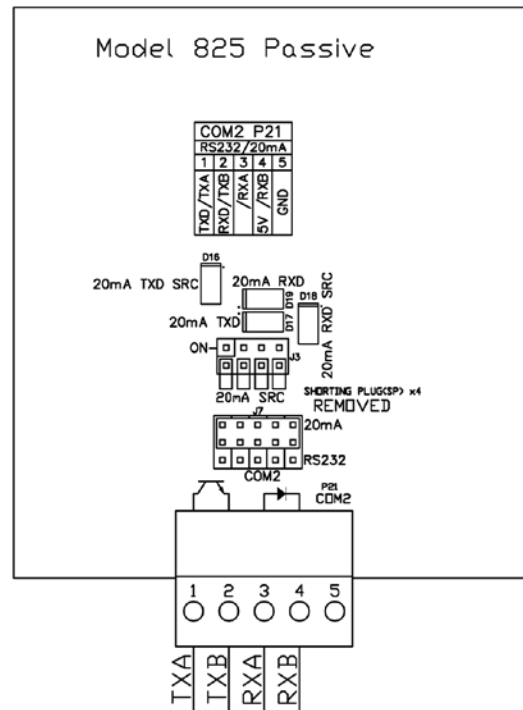 Model 825 Passive
COM2 P21
RS232/20mA
1 2 3 4 5
TXD/TXA
RXD/TXB
/RXA
5V /RXB
GND
D16
20mA TXD SRC
20mA RXD
D19
D18
20mA RXD SRC
20mA TXD
D17
ON
J3
20mA SRC
SHORTING PLUG(SP) x4
REMOVED
J7
20mA
RS232
COM2
P21
COM2
1 2 3 4 5
TXA
TXB
RXA
RXB